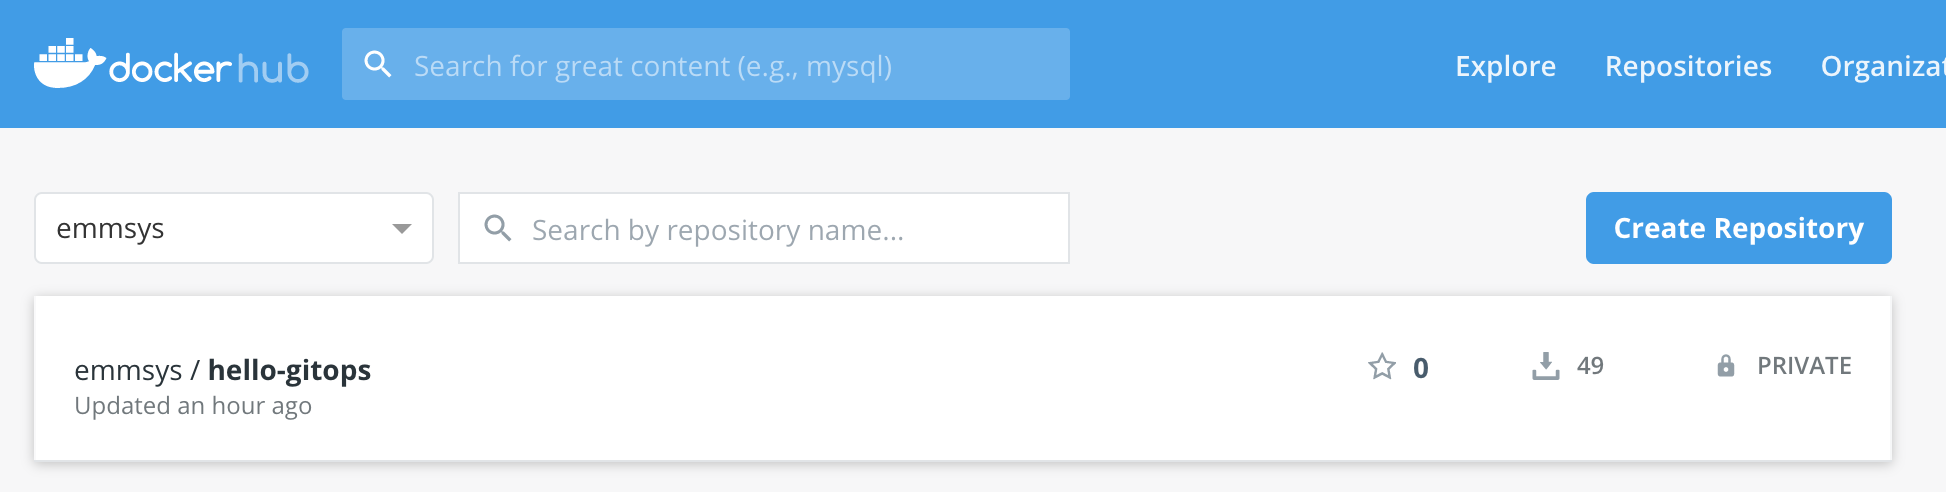 docker hub
Search for great content (e.g., mysql)
Explore Repositories Organizat
emmsys
Search by repository name...
Create Repository
emmsys / hello-gitops
Updated an hour ago
0
49
PRIVATE